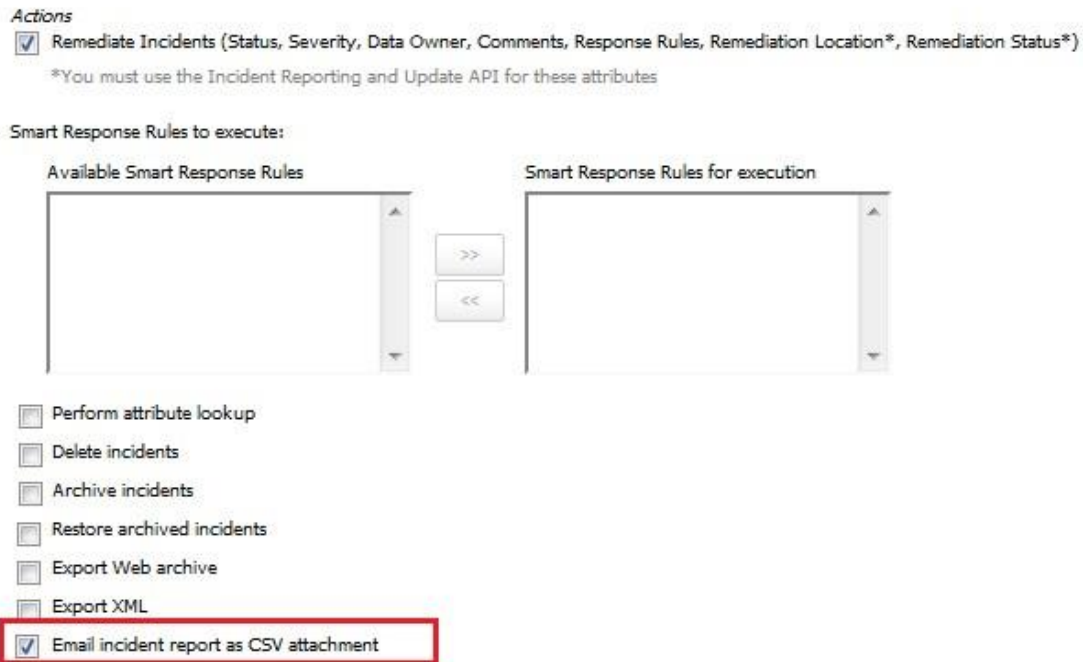 Actions
Remediate Incidents (Status, Severity, Data Owner, Comments, Response Rules, Remediation Location*, Remediation Status*)
*You must use the Incident Reporting and Update API for these attributes
Smart Response Rules to execute:
Available Smart Response Rules
Smart Response Rules for execution
>>
<<
Perform attribute lookup
Delete incidents
Archive incidents
Restore archived incidents
Export Web archive
Export XML
Email incident report as CSV attachment